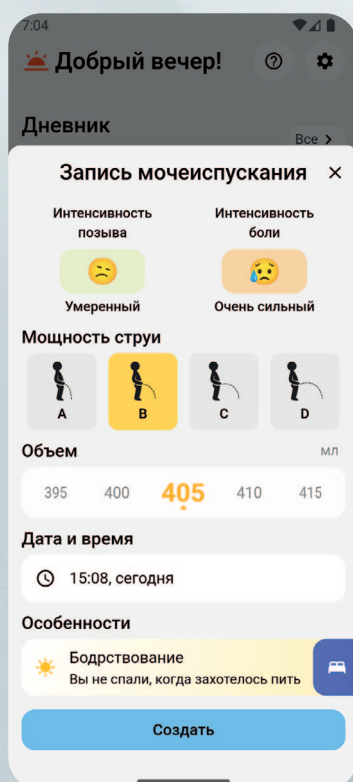 7:04
Добрый вечер!
Дневник
Все >
Запись мочеиспускания ×
Интенсивность позыва
Интенсивность боли
Умеренный
Очень сильный
Мощность струи
A B C D
Объем мл
395 400 405 410 415
Дата и время
15:08, сегодня
Особенности
Бодрствование
Вы не спали, когда захотелось пить
Создать